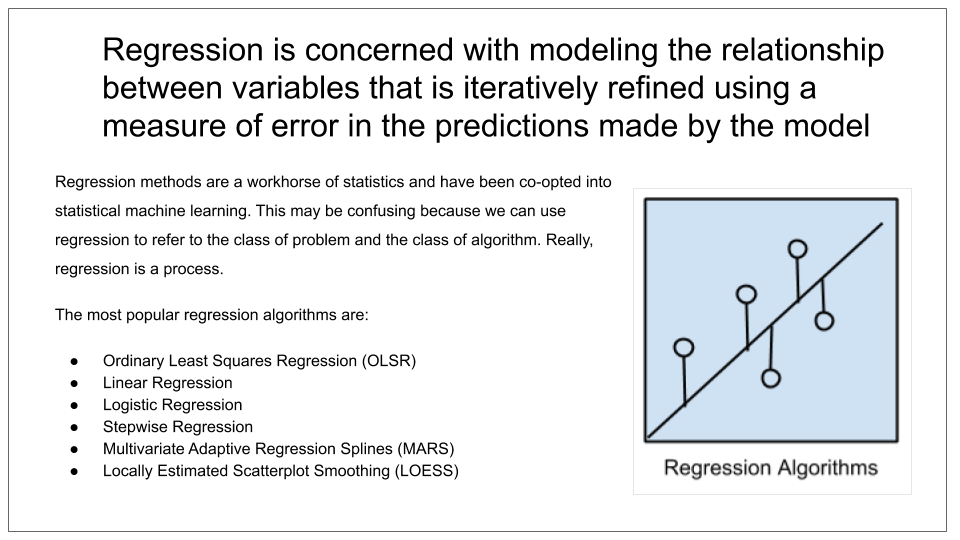 Regression is concerned with modeling the relationship
between variables that is iteratively refined using a
measure of error in the predictions made by the model
Regression methods are a workhorse of statistics and have been co-opted into
statistical machine learning. This may be confusing because we can use
regression to refer to the class of problem and the class of algorithm. Really,
regression is a process.
The most popular regression algorithms are:
● Ordinary Least Squares Regression (OLSR)
● Linear Regression
● Logistic Regression
● Stepwise Regression
● Multivariate Adaptive Regression Splines (MARS)
● Locally Estimated Scatterplot Smoothing (LOESS)
Regression Algorithms